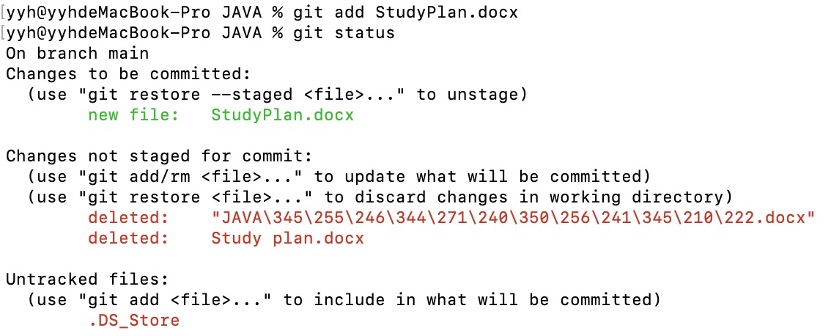 [yyh@yyhdeMacBook-Pro JAVA % git add StudyPlan.docx
[yyh@yyhdeMacBook-Pro JAVA % git status
On branch main
Changes to be committed:
  (use "git restore --staged <file>..." to unstage)
        new file:   StudyPlan.docx

Changes not staged for commit:
  (use "git add/rm <file>..." to update what will be committed)
  (use "git restore <file>..." to discard changes in working directory)
        deleted:    "JAVA\345\255\246\344\271\240\350\256\241\345\210\222.docx"
        deleted:    Study plan.docx

Untracked files:
  (use "git add <file>..." to include in what will be committed)
        .DS_Store